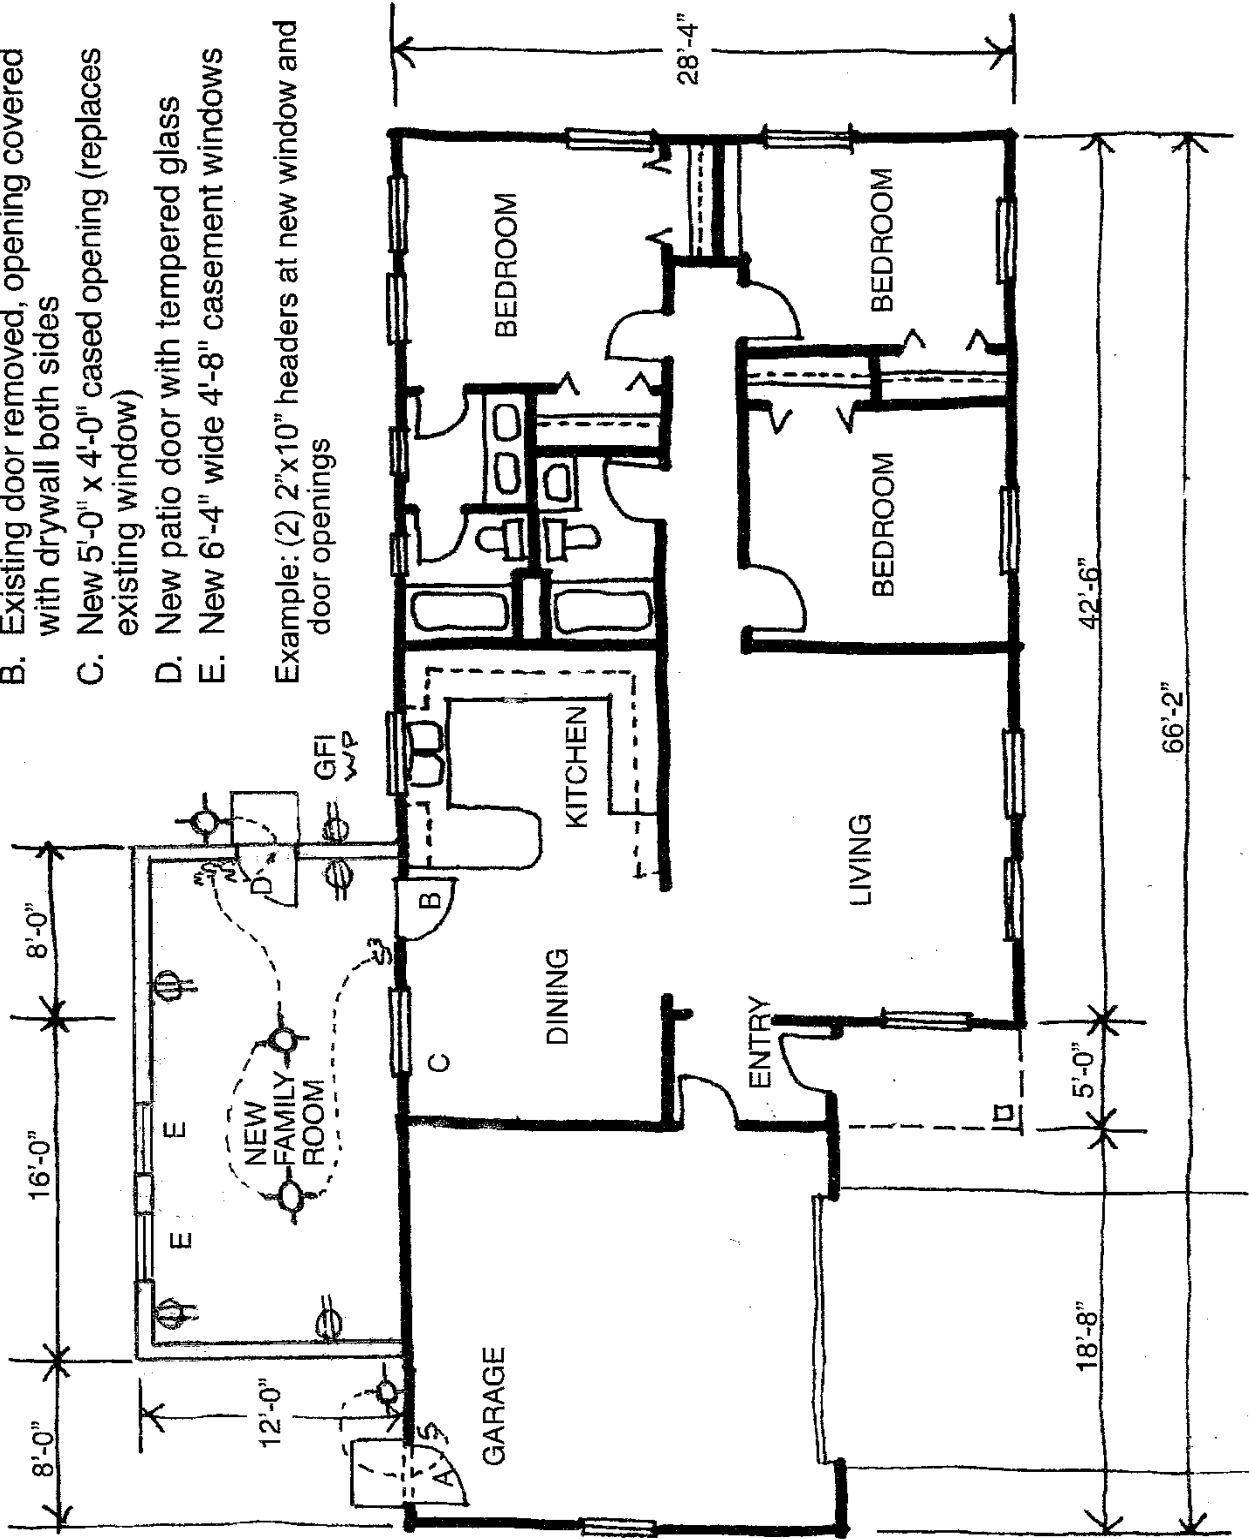 B. Existing door removed, opening covered
with drywall both sides
C. New 5'-0" x 4'-0" cased opening (replaces
existing window)
D. New patio door with tempered glass
E. New 6'-4" wide 4'-8" casement windows
Example: (2) 2"x10" headers at new window and
door openings
8'-0"
16'-0"
8'-0"
12'-0"
28'-4"
NEW
FAMILY
ROOM
E
E
D
GFI
WP
A
S
B
C
S3
S3
GARAGE
DINING
KITCHEN
BEDROOM
ENTRY
LIVING
BEDROOM
BEDROOM
18'-8"
5'-0"
42'-6"
66'-2"